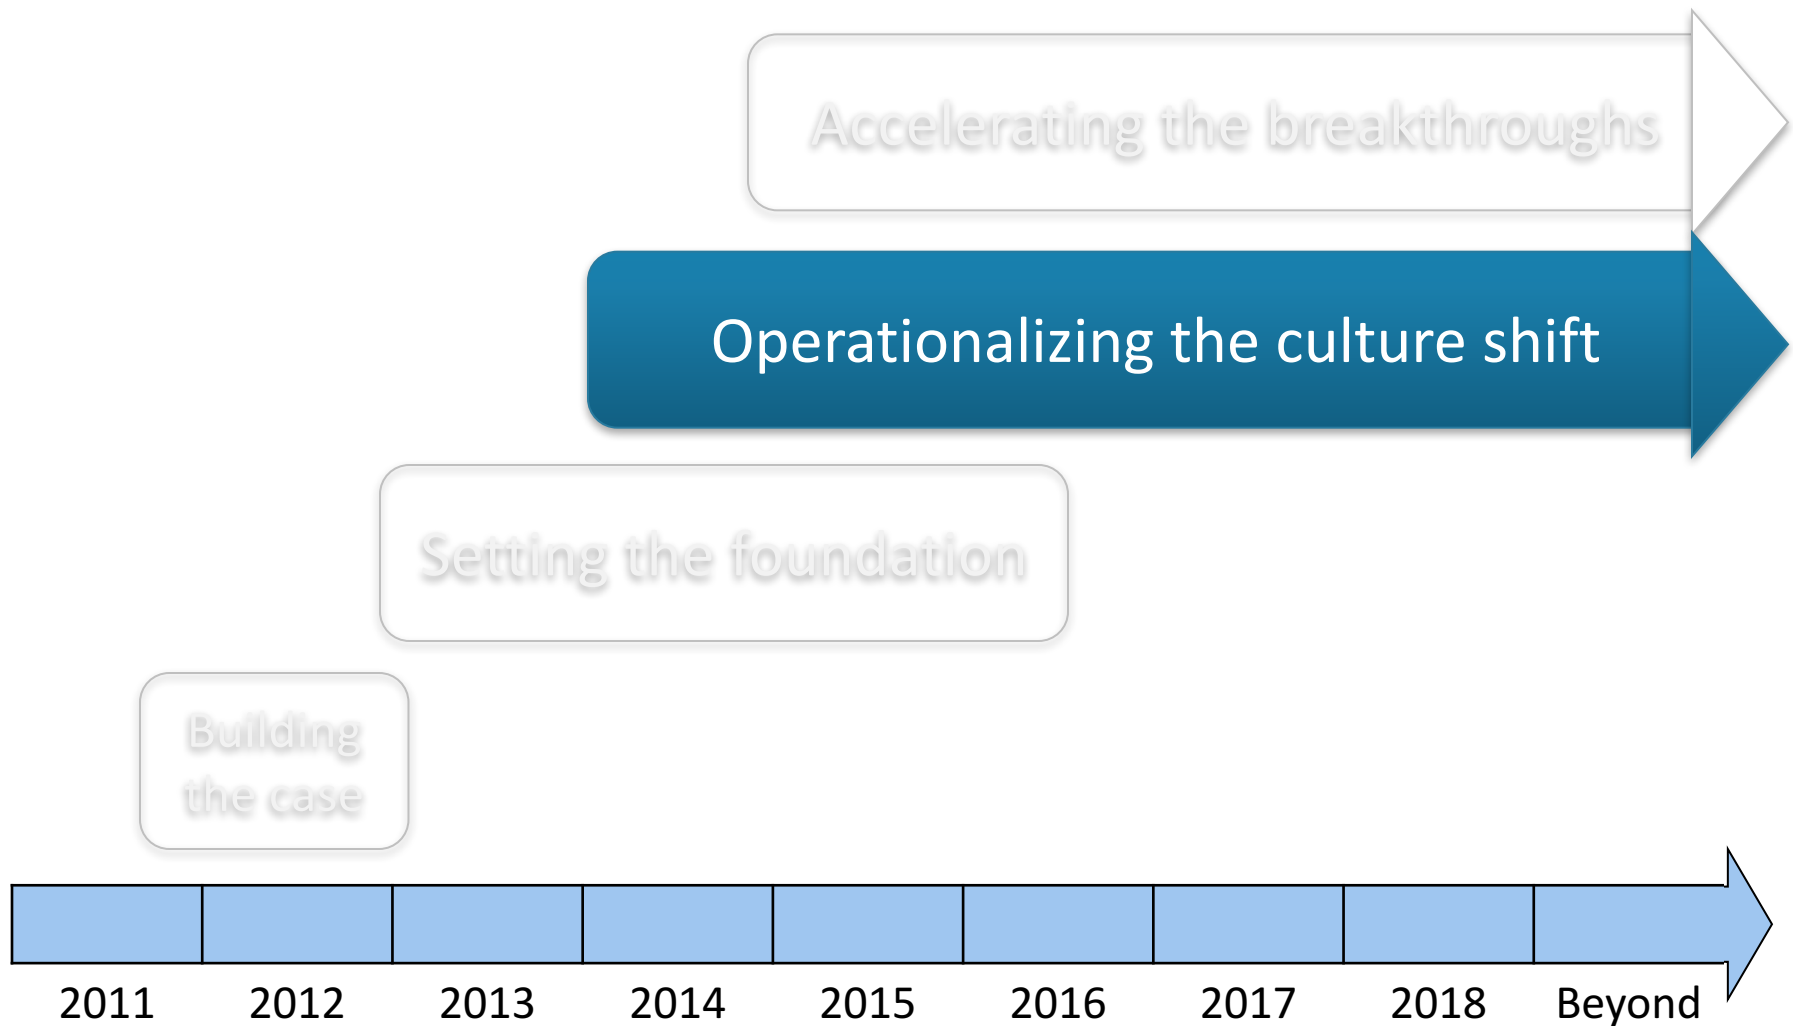 Accelerating the breakthroughs
Operationalizing the culture shift
Setting the foundation
Building
the case
2011 2012 2013 2014 2015 2016 2017 2018 Beyond